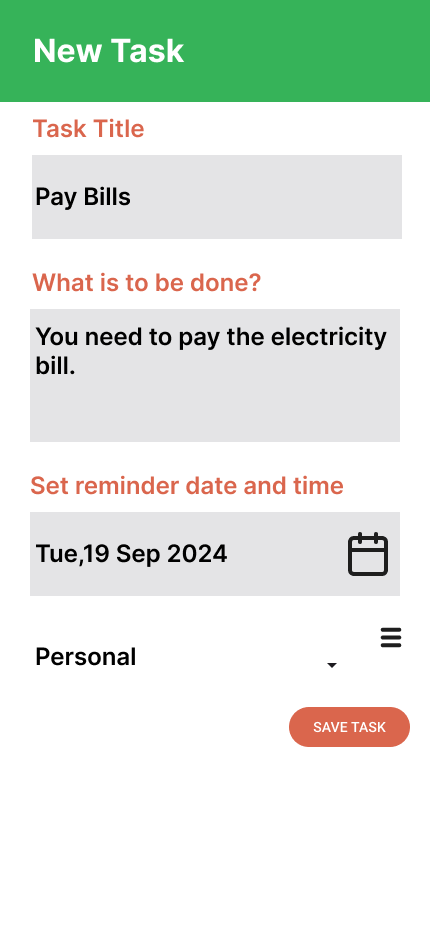 New Task
Task Title
Pay Bills
What is to be done?
You need to pay the electricity
bill.
Set reminder date and time
Tue,19 Sep 2024
Personal
SAVE TASK